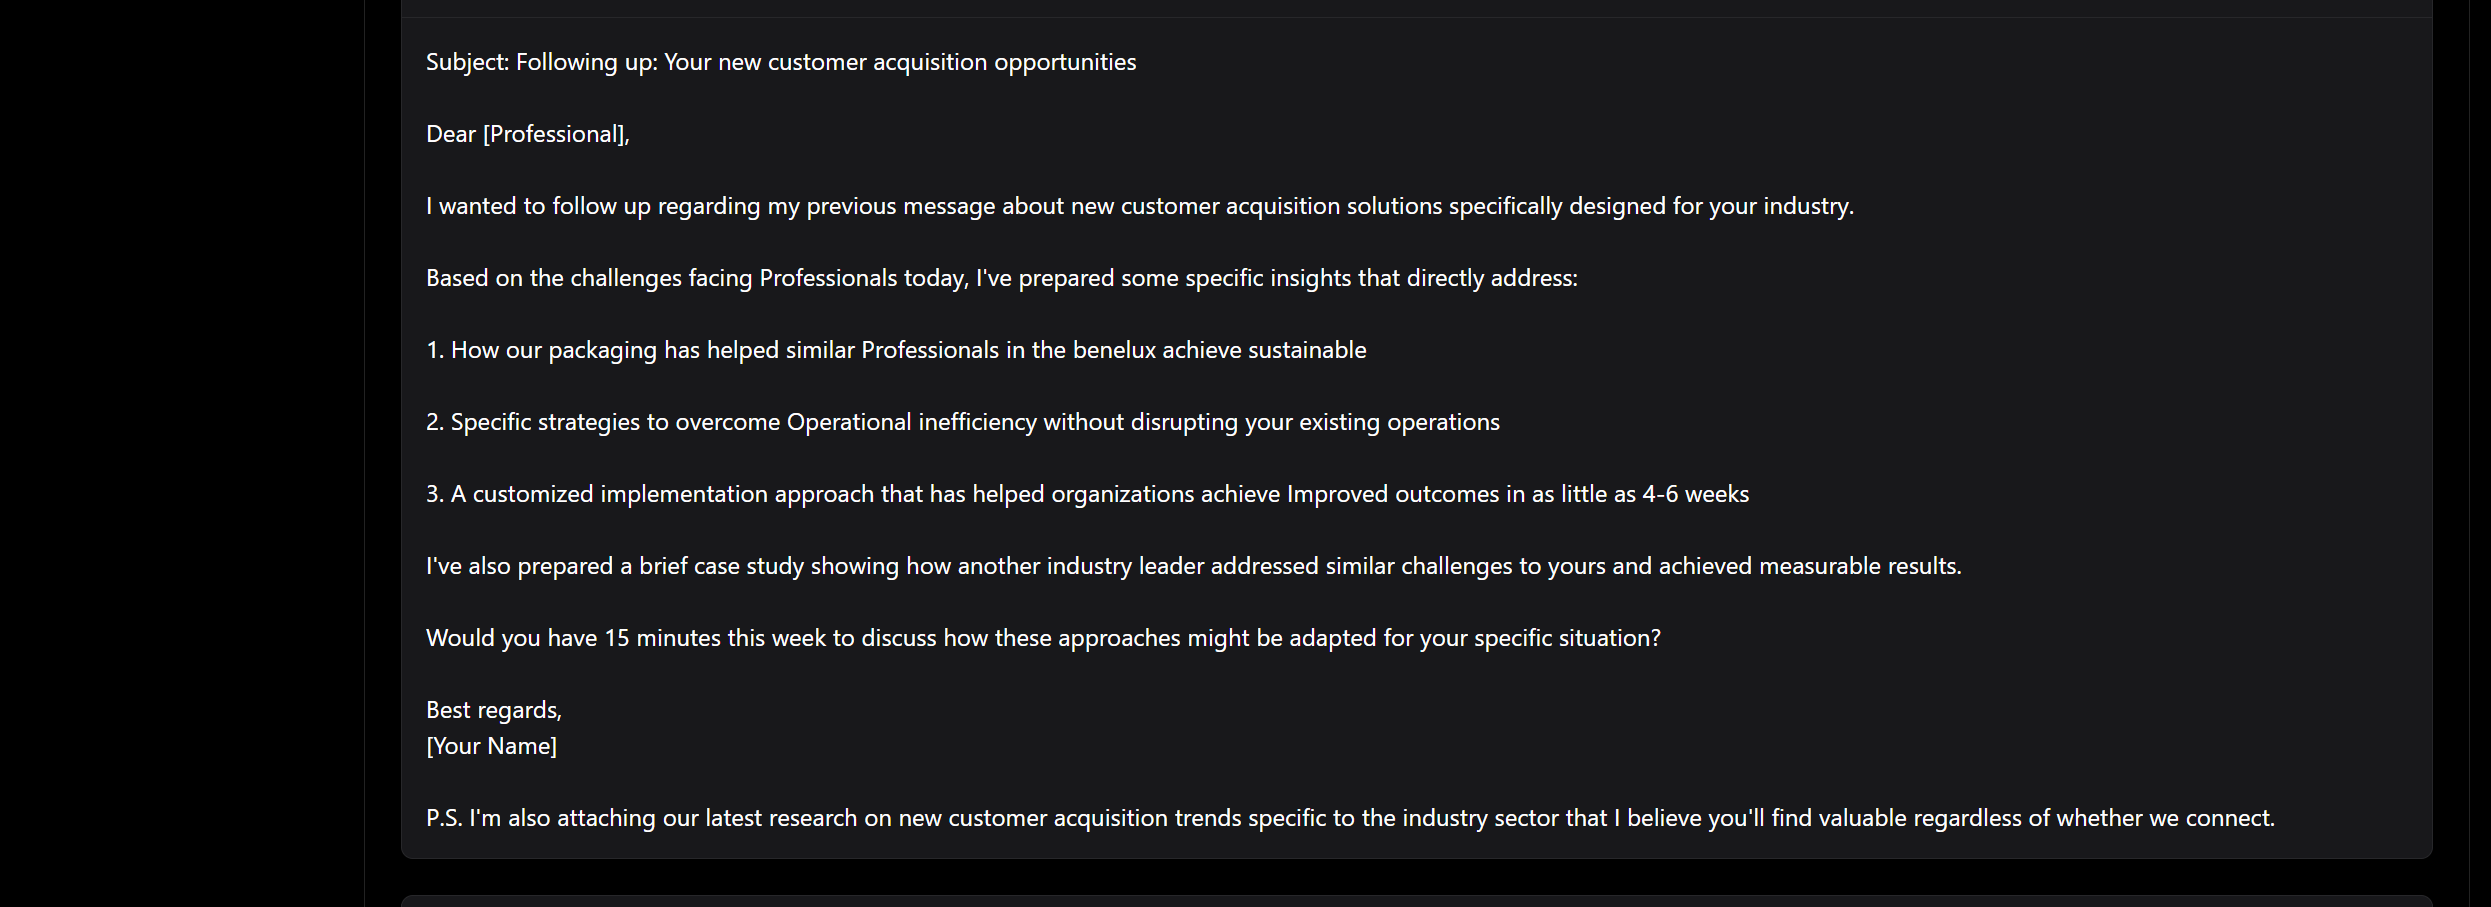 Subject: Following up: Your new customer acquisition opportunities
Dear [Professional],
I wanted to follow up regarding my previous message about new customer acquisition solutions specifically designed for your industry.
Based on the challenges facing Professionals today, I've prepared some specific insights that directly address:
1. How our packaging has helped similar Professionals in the benelux achieve sustainable
2. Specific strategies to overcome Operational inefficiency without disrupting your existing operations
3. A customized implementation approach that has helped organizations achieve Improved outcomes in as little as 4-6 weeks
I've also prepared a brief case study showing how another industry leader addressed similar challenges to yours and achieved measurable results.
Would you have 15 minutes this week to discuss how these approaches might be adapted for your specific situation?
Best regards,
[Your Name]
P.S. I'm also attaching our latest research on new customer acquisition trends specific to the industry sector that I believe you'll find valuable regardless of whether we connect.